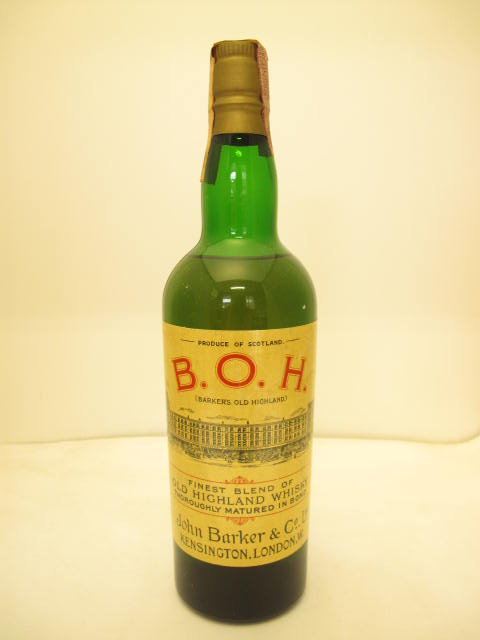 PRODUCE OF SCOTLAND.
B. O. H.
(BARKER'S OLD HIGHLAND.)
FINEST BLEND OF
OLD HIGHLAND WHISKY
THOROUGHLY MATURED IN BOND
John Barker & Co.
KENSINGTON, LONDON, W.